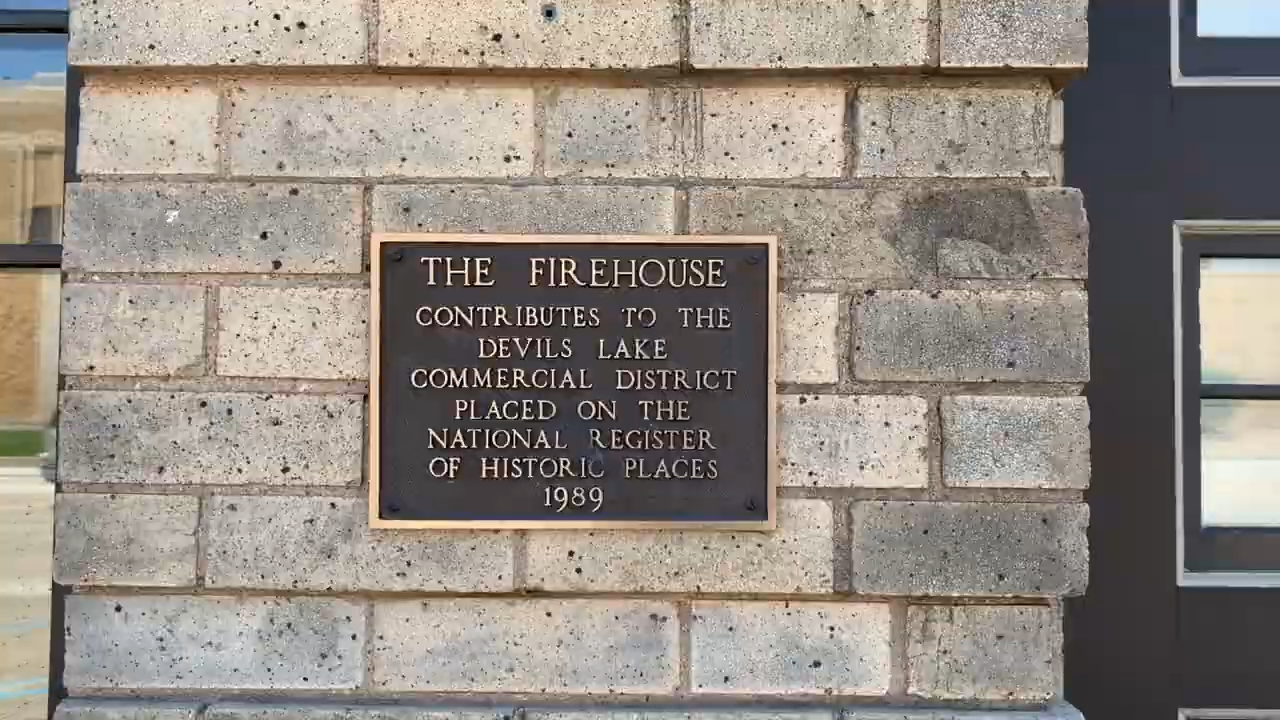 THE FIREHOUSE
CONTRIBUTES TO THE
DEVILS LAKE
COMMERCIAL DISTRICT
PLACED ON THE
NATIONAL REGISTER
OF HISTORIC PLACES
1989